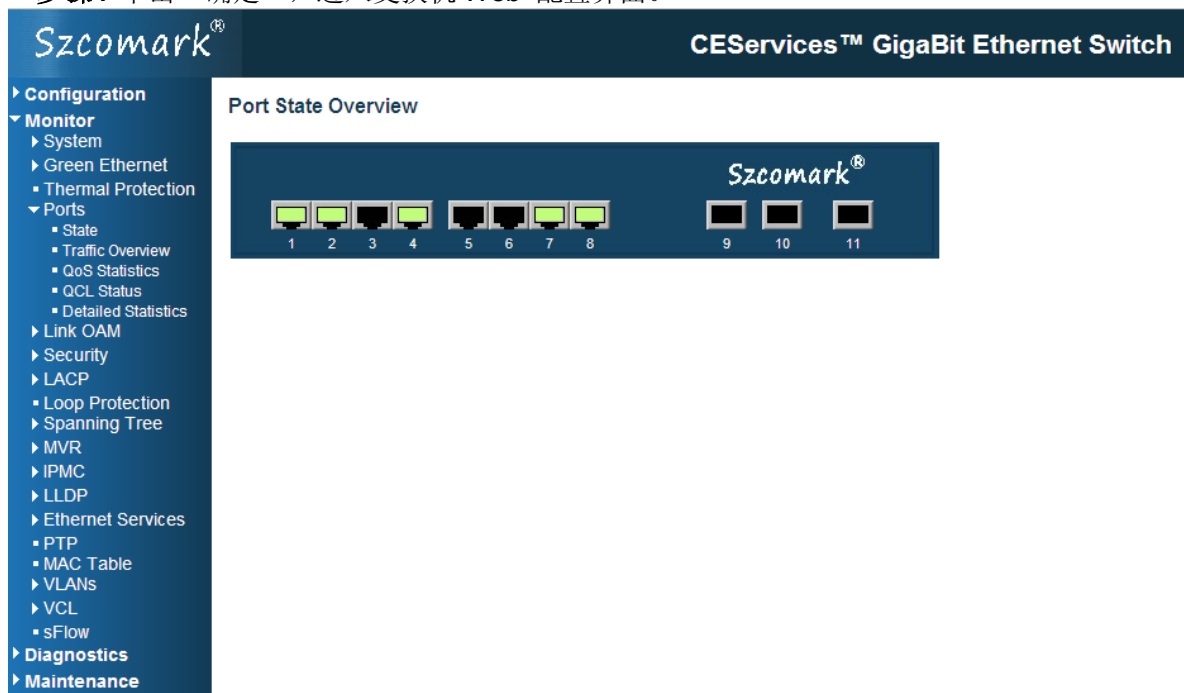 Szcomark®
CEServices™ GigaBit Ethernet Switch
Configuration
Monitor
System
Green Ethernet
Thermal Protection
Ports
State
Traffic Overview
QoS Statistics
QCL Status
Detailed Statistics
Link OAM
Security
LACP
Loop Protection
Spanning Tree
MVR
IPMC
LLDP
Ethernet Services
PTP
MAC Table
VLANs
VCL
sFlow
Diagnostics
Maintenance
Port State Overview
Szcomark®
1 2 3 4 5 6 7 8 9 10 11